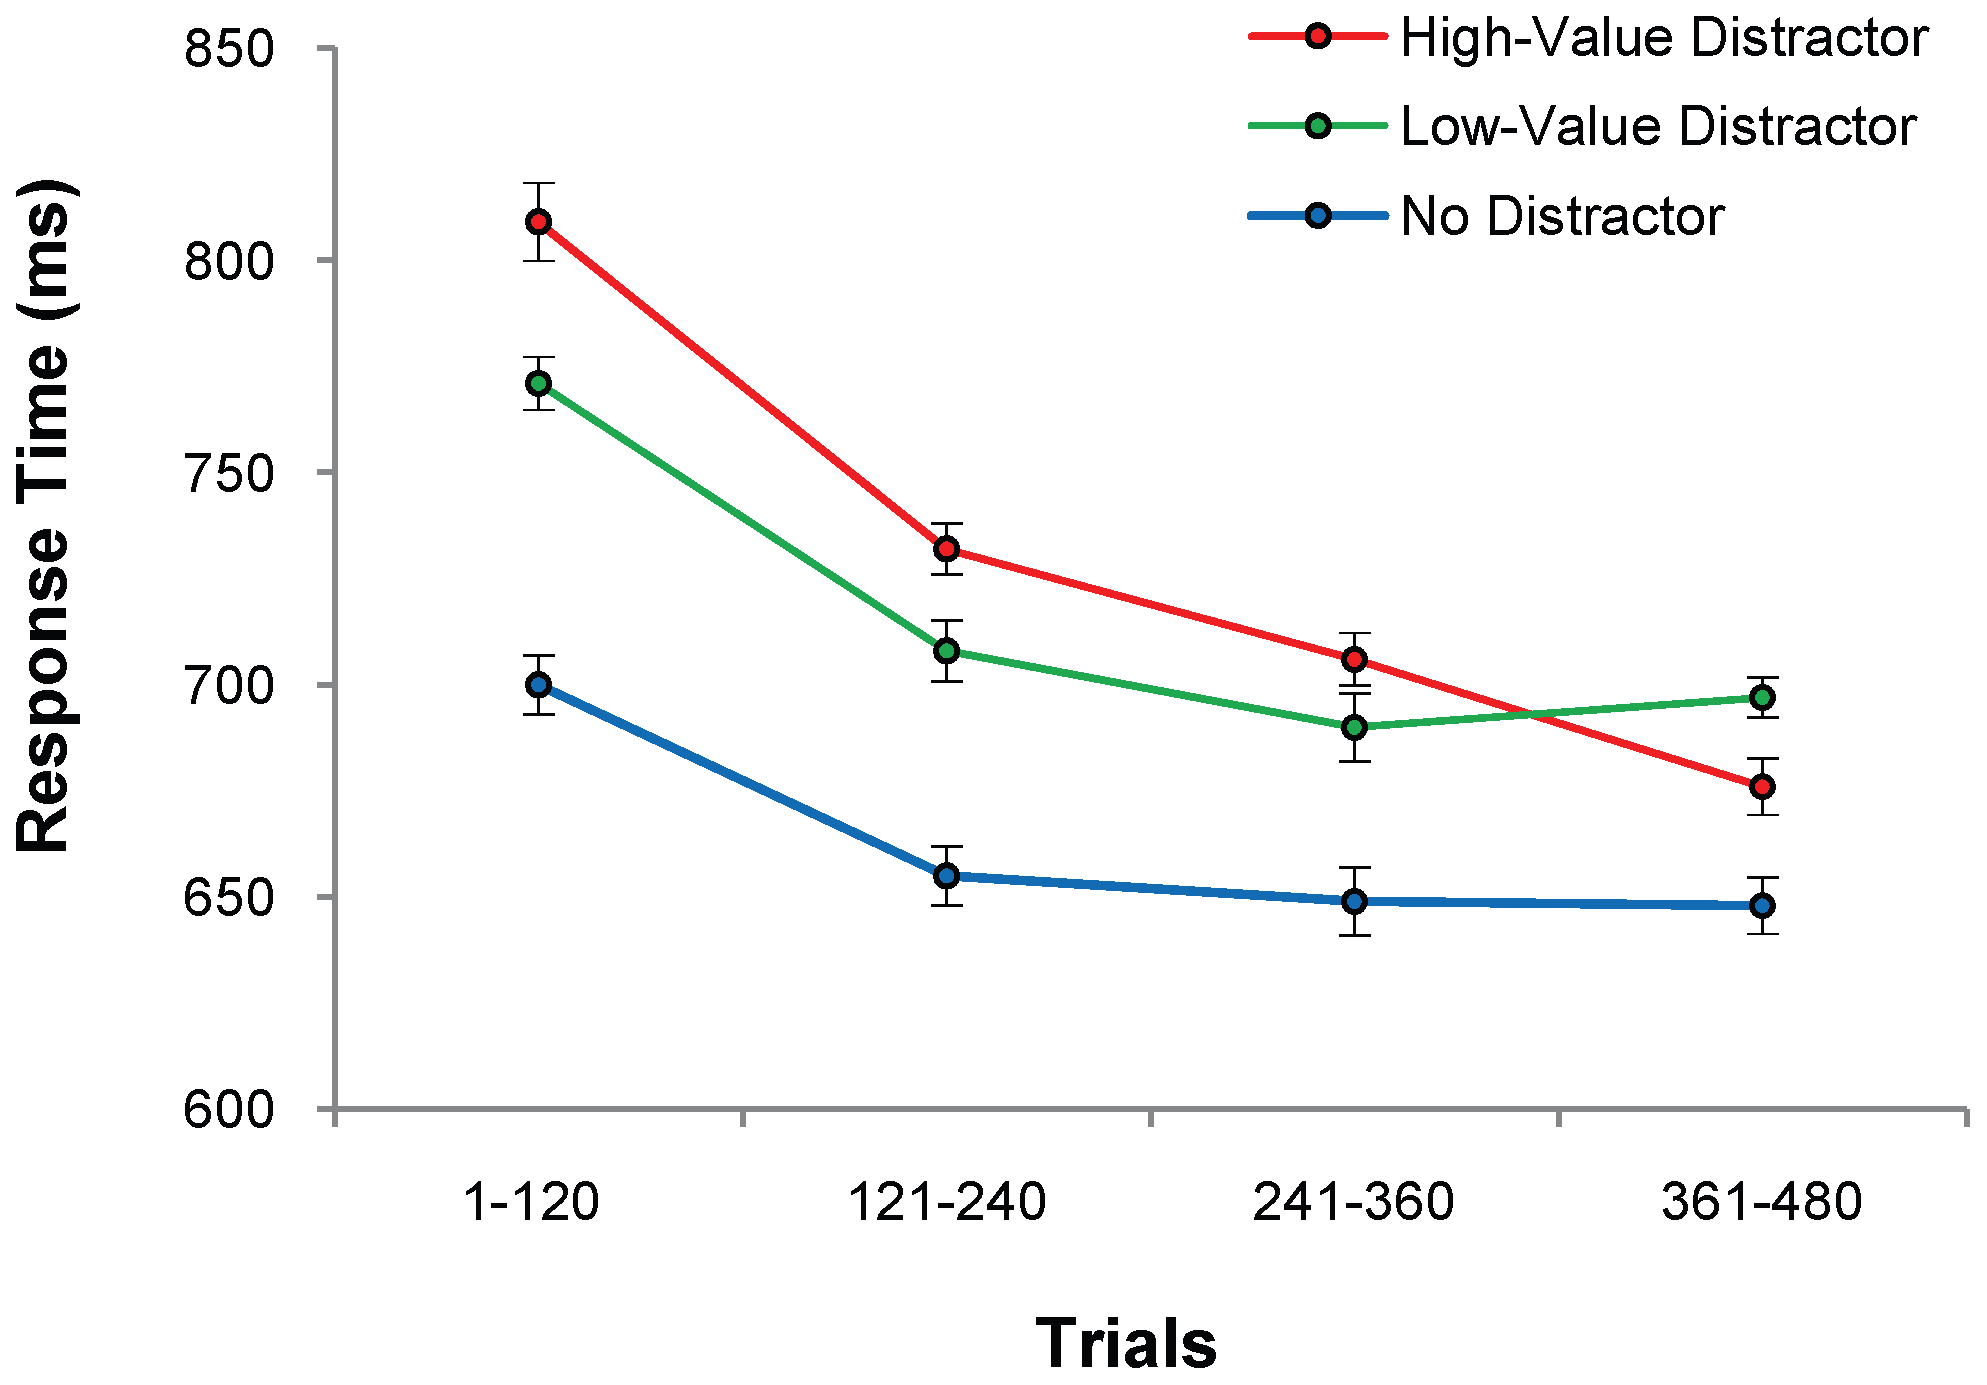 High-Value Distractor
Low-Value Distractor
No Distractor
Response Time (ms)
850
800
750
700
650
600
1-120 121-240 241-360 361-480
Trials